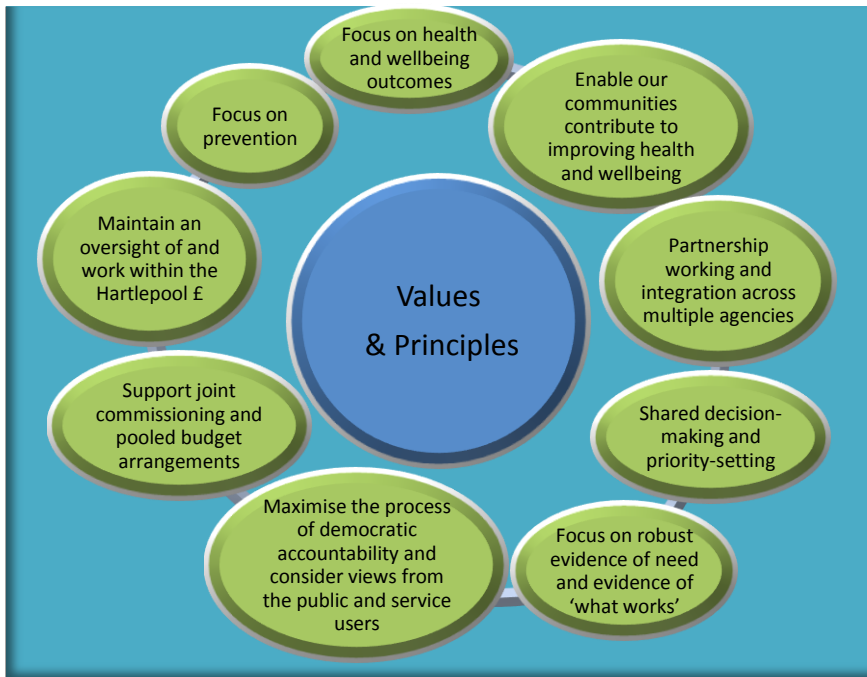 Focus on health
and wellbeing
outcomes
Enable our
communities
contribute to
improving health
and wellbeing
Partnership
working and
integration across
multiple agencies
Shared decision-
making and
priority-setting
Focus on robust
evidence of need
and evidence of
‘what works’
Maximise the process
of democratic
accountability and
consider views from
the public and service
users
Support joint
commissioning and
pooled budget
arrangements
Maintain an
oversight of and
work within the
Hartlepool £
Focus on
prevention
Values
& Principles